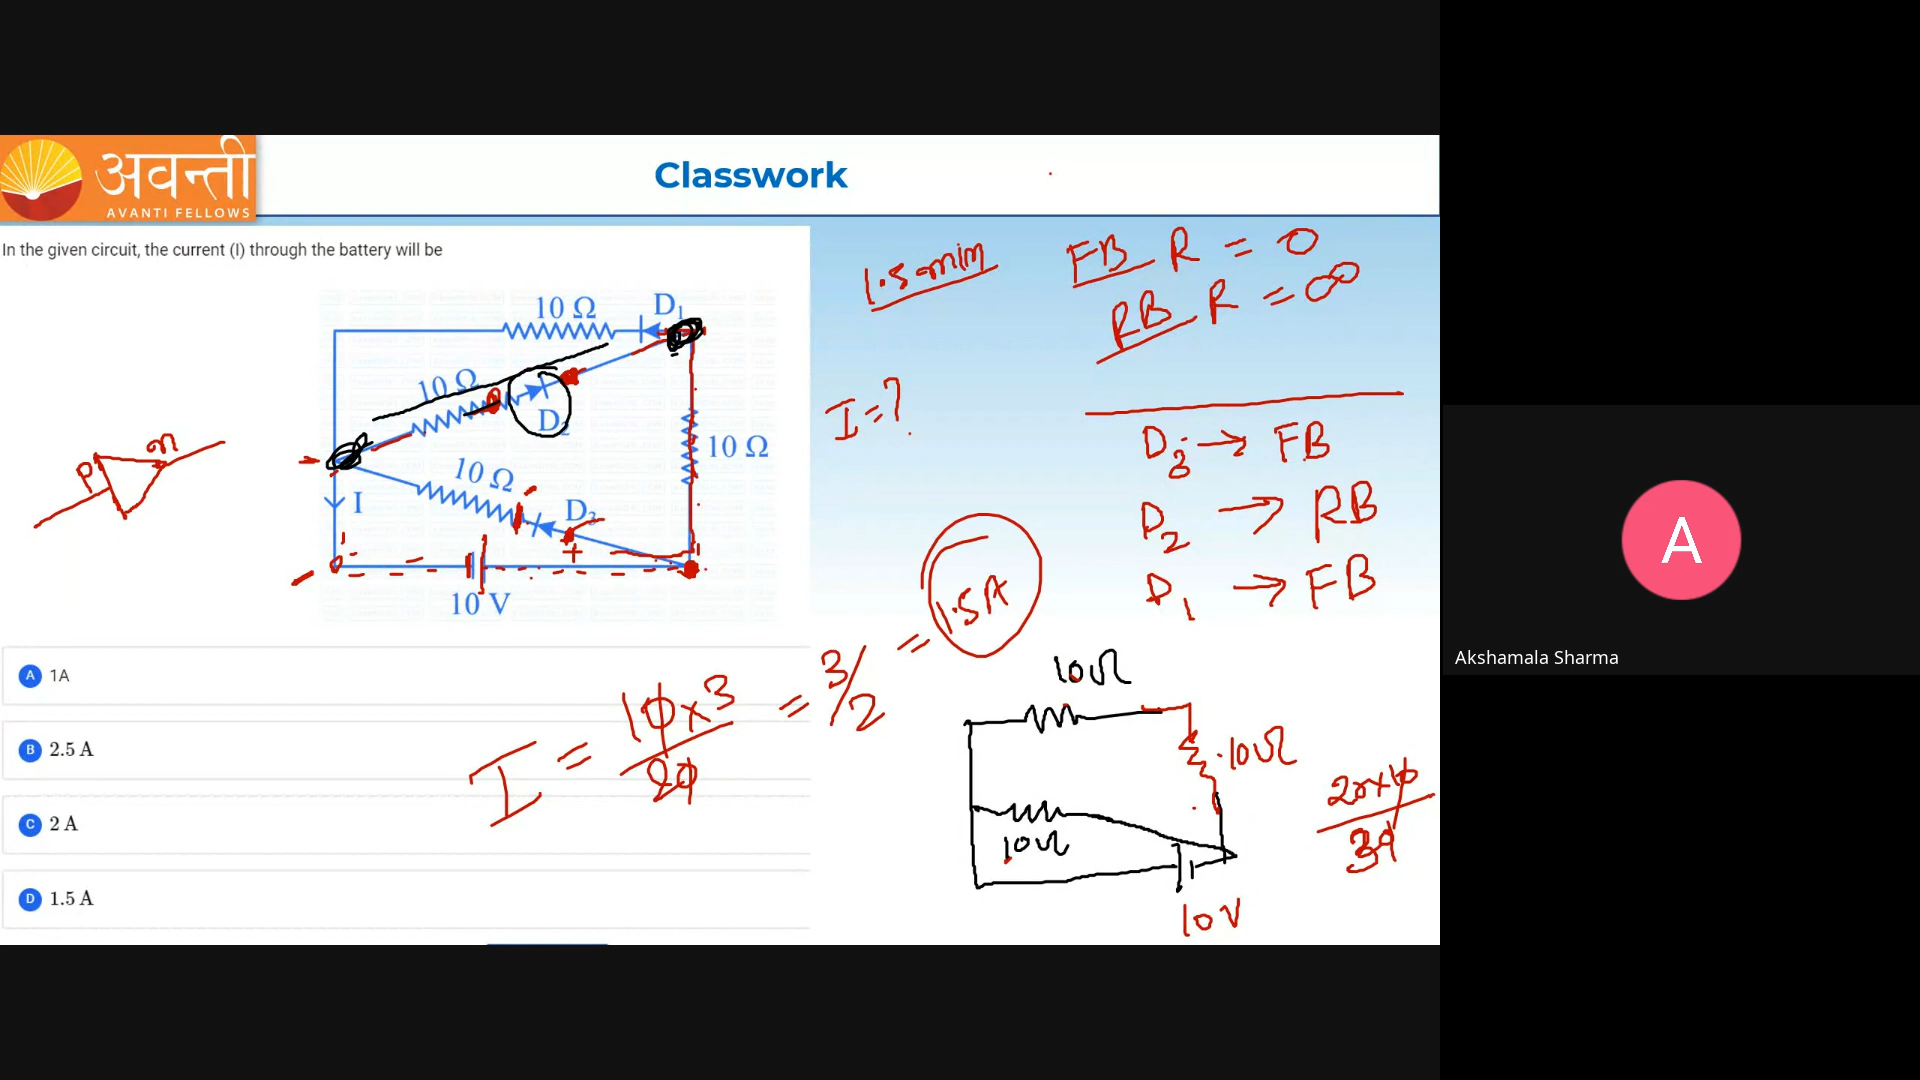 अवन्ती
AVANTI FELLOWS
Classwork
In the given circuit, the current (I) through the battery will be
10 Ω D₁
10 Ω
D₂
10 Ω
10 Ω
D₃
I
10 V
P n
A 1A
B 2.5 A
C 2 A
D 1.5 A
1.5 min
FB R = 0
RB R = ∞
I = ?
D₃ → FB
D₂ → RB
D₁ → FB
I = 10 × 3 / 20 = 3/2 = 1.5A
10Ω
10Ω
10Ω
10V
20×10
30
A
Akshamala Sharma